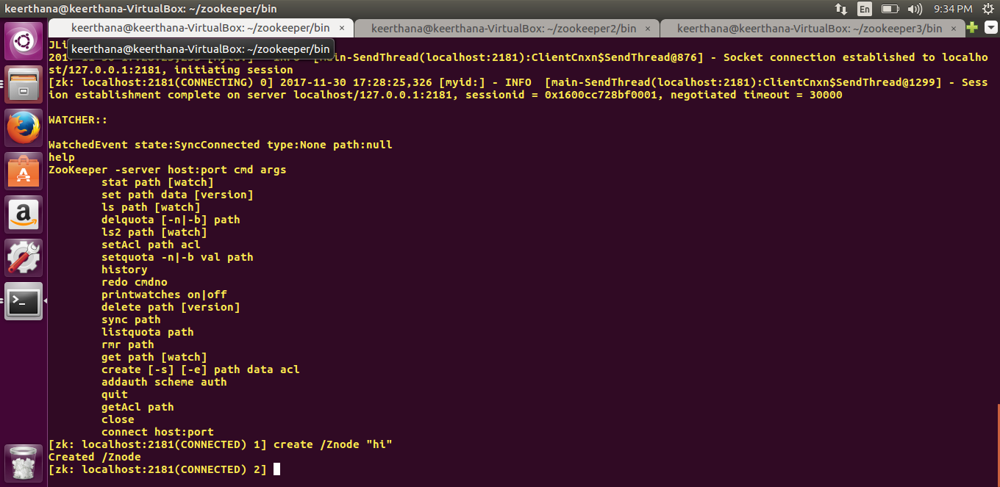 keerthana@keerthana-VirtualBox: ~/zookeeper/bin
En
9:34 PM
keerthana@keerthana-VirtualBox: ~/zookeeper/bin ×
keerthana@keerthana-VirtualBox: ~/zookeeper2/bin ×
keerthana@keerthana-VirtualBox: ~/zookeeper3/bin ×
keerthana@keerthana-VirtualBox: ~/zookeeper/bin
JLi
[main-SendThread(localhost:2181):ClientCnxn$SendThread@876] - Socket connection established to localho
st/127.0.0.1:2181, initiating session
[zk: localhost:2181(CONNECTING) 0] 2017-11-30 17:28:25,326 [myid:] - INFO  [main-SendThread(localhost:2181):ClientCnxn$SendThread@1299] - Sess
ion establishment complete on server localhost/127.0.0.1:2181, sessionid = 0x1600cc728bf0001, negotiated timeout = 30000
WATCHER::
WatchedEvent state:SyncConnected type:None path:null
help
ZooKeeper -server host:port cmd args
stat path [watch]
set path data [version]
ls path [watch]
delquota [-n|-b] path
ls2 path [watch]
setAcl path acl
setquota -n|-b val path
history
redo cmdno
printwatches on|off
delete path [version]
sync path
listquota path
rmr path
get path [watch]
create [-s] [-e] path data acl
addauth scheme auth
quit
getAcl path
close
connect host:port
[zk: localhost:2181(CONNECTED) 1] create /Znode "hi"
Created /Znode
[zk: localhost:2181(CONNECTED) 2]